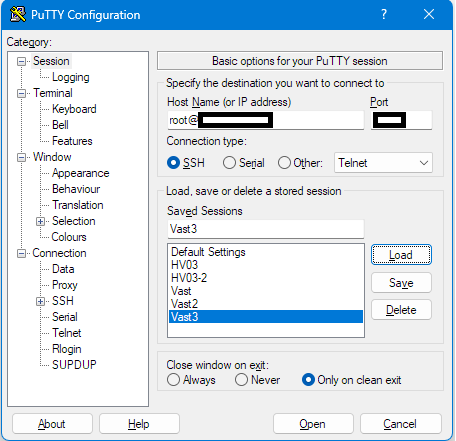 PuTTY Configuration
Category:
Session
Logging
Terminal
Keyboard
Bell
Features
Window
Appearance
Behaviour
Translation
Selection
Colours
Connection
Data
Proxy
SSH
Serial
Telnet
Rlogin
SUPDUP
Basic options for your PuTTY session
Specify the destination you want to connect to
Host Name (or IP address) Port
root@
Connection type:
SSH Serial Other: Telnet
Load, save or delete a stored session
Saved Sessions
Vast3
Default Settings
HV03
HV03-2
Vast
Vast2
Vast3
Load
Save
Delete
Close window on exit:
Always Never Only on clean exit
About Help Open Cancel